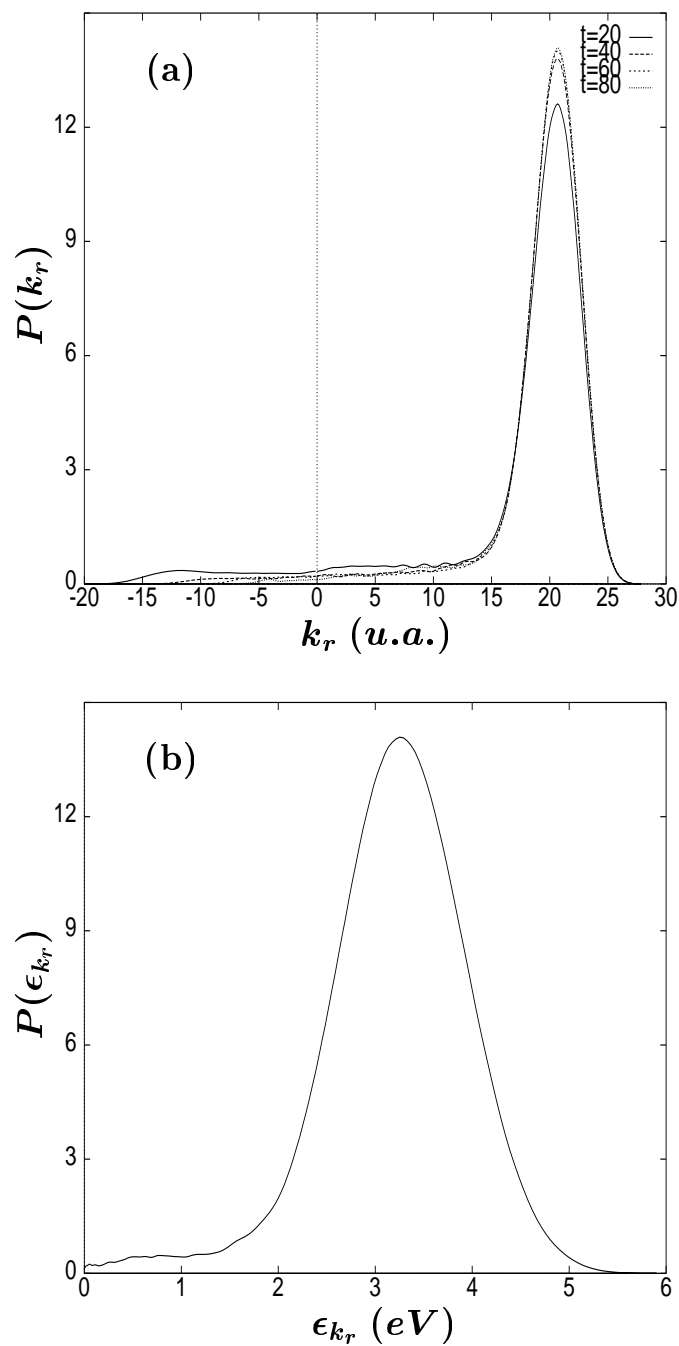 (a)
t=20
t=40
t=60
t=80
12
9
6
3
0
P(k_r)
-20 -15 -10 -5 0 5 10 15 20 25 30
k_r (u.a.)
(b)
12
9
6
3
0
P(ϵ_{k_r})
0 1 2 3 4 5 6
ϵ_{k_r} (eV)